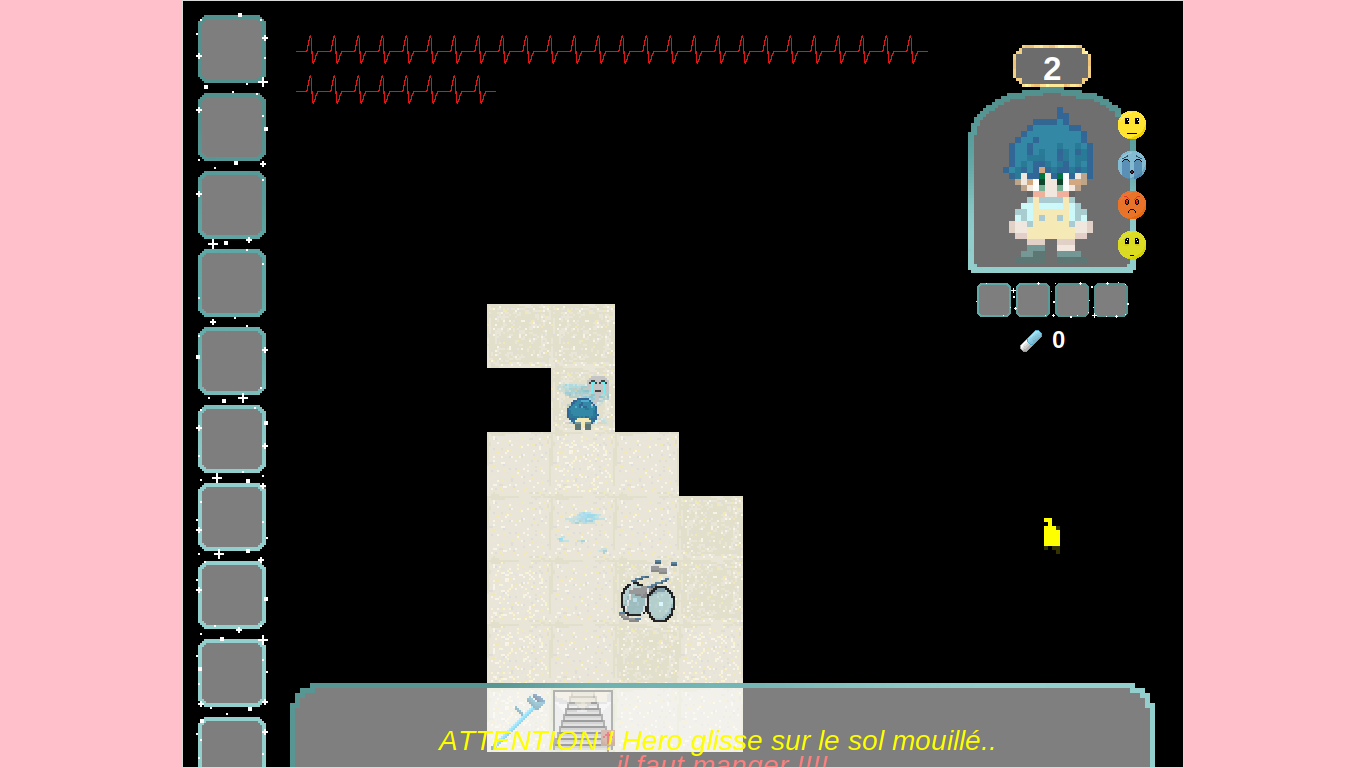 2
0
ATTENTION ! Hero glisse sur le sol mouillé..
il faut manger !!!!